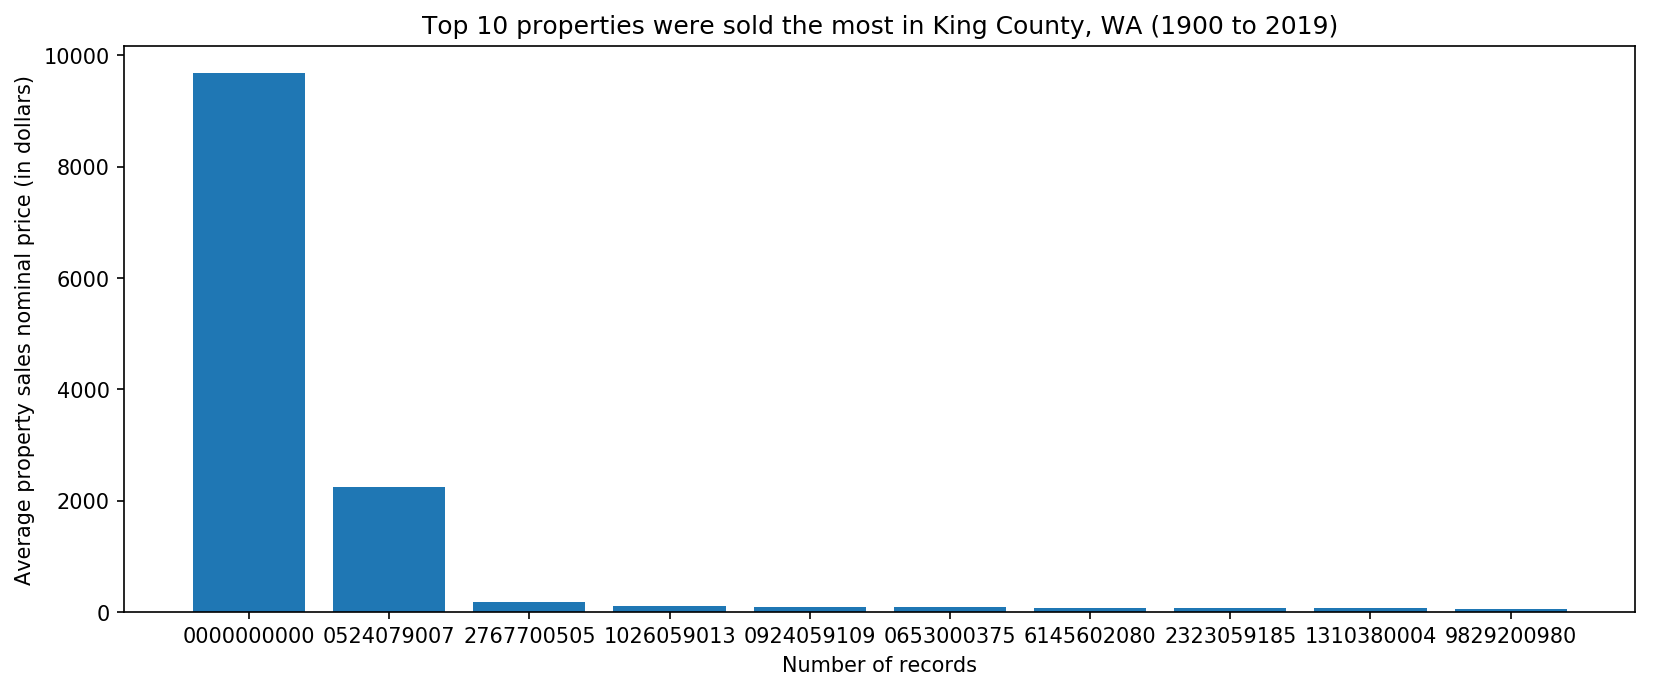 Top 10 properties were sold the most in King County, WA (1900 to 2019)
Average property sales nominal price (in dollars)
10000
8000
6000
4000
2000
0
0000000000 0524079007 2767700505 1026059013 0924059109 0653000375 6145602080 2323059185 1310380004 9829200980
Number of records